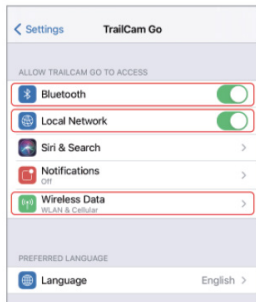 Settings
TrailCam Go
ALLOW TRAILCAM GO TO ACCESS
Bluetooth
Local Network
Siri & Search
Notifications
Off
Wireless Data
WLAN & Cellular
PREFERRED LANGUAGE
Language
English